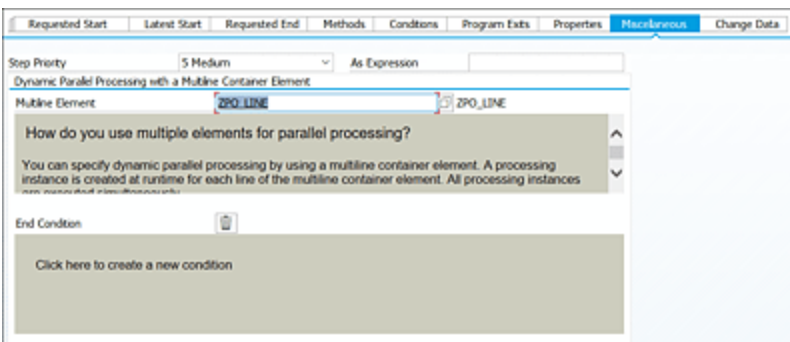 Requested Start Latest Start Requested End Methods Conditions Program Exits Properties Miscellaneous Change Data
Step Priority 5 Medium As Expression
Dynamic Parallel Processing with a Multiline Container Element
Multiline Element ZPO_LINE ZPO_LINE
How do you use multiple elements for parallel processing?
You can specify dynamic parallel processing by using a multiline container element. A processing
instance is created at runtime for each line of the multiline container element. All processing instances
are executed simultaneously
End Condition
Click here to create a new condition